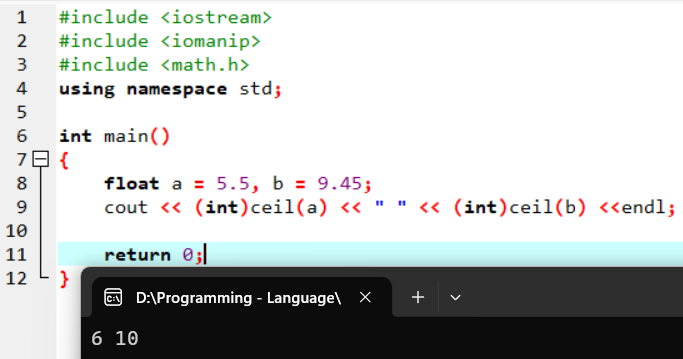 1 #include <iostream>
2 #include <iomanip>
3 #include <math.h>
4 using namespace std;
5
6 int main()
7 {
8 float a = 5.5, b = 9.45;
9 cout << (int)ceil(a) << " " << (int)ceil(b) <<endl;
10
11 return 0;
12 }
D:\Programming - Language\
6 10